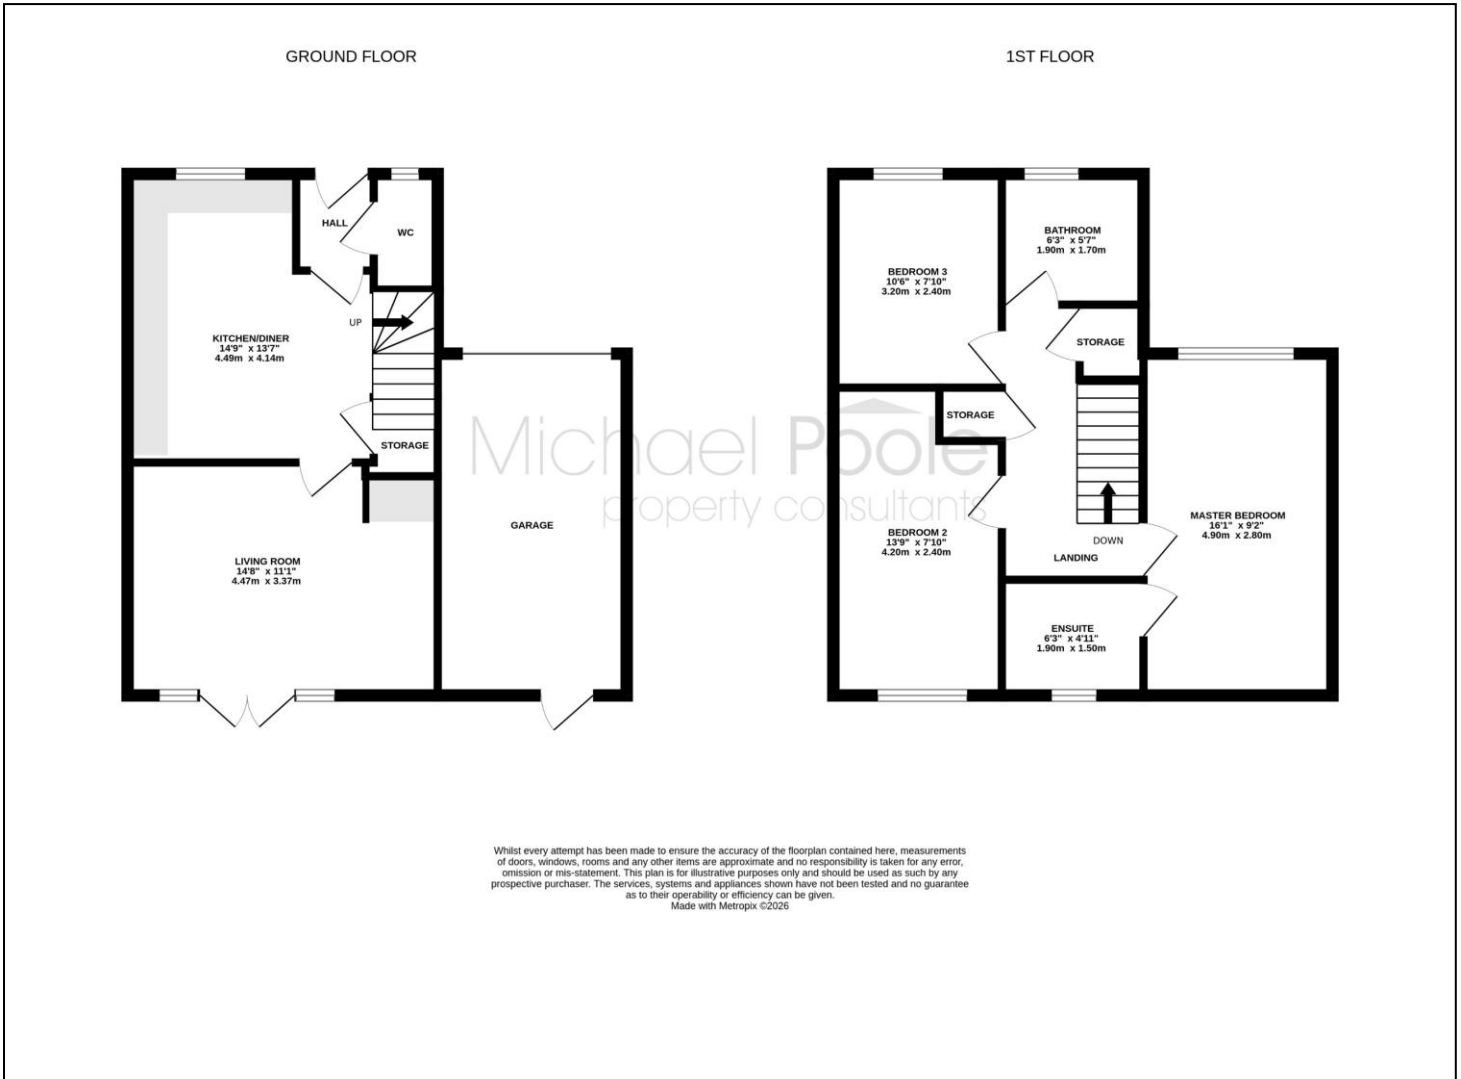 GROUND FLOOR
HALL
WC
UP
KITCHEN/DINER
14'9" x 13'7"
4.49m x 4.14m
STORAGE
LIVING ROOM
14'8" x 11'1"
4.47m x 3.37m
GARAGE
1ST FLOOR
BEDROOM 3
10'6" x 7'10"
3.20m x 2.40m
BATHROOM
6'3" x 5'7"
1.90m x 1.70m
STORAGE
STORAGE
BEDROOM 2
13'9" x 7'10"
4.20m x 2.40m
DOWN
LANDING
MASTER BEDROOM
16'1" x 9'2"
4.90m x 2.80m
ENSUITE
6'3" x 4'11"
1.90m x 1.50m
Michael Poole
property consultants
Whilst every attempt has been made to ensure the accuracy of the floorplan contained here, measurements
of doors, windows, rooms and any other items are approximate and no responsibility is taken for any error,
omission or mis-statement. This plan is for illustrative purposes only and should be used as such by any
prospective purchaser. The services, systems and appliances shown have not been tested and no guarantee
as to their operability or efficiency can be given.
Made with Metropix ©2026